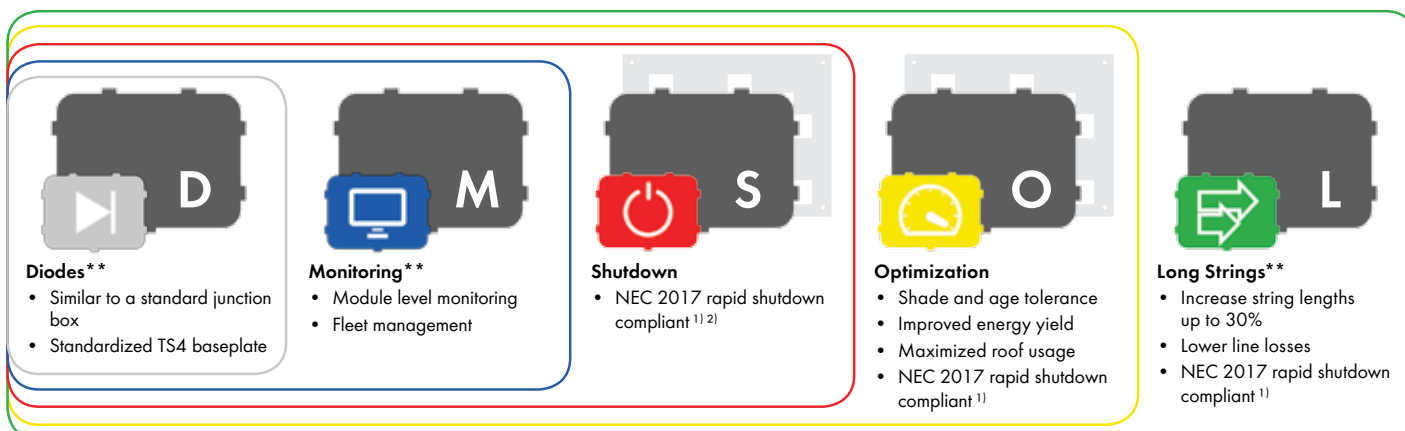 D
M
S
O
L
Diodes**
• Similar to a standard junction
box
• Standardized TS4 baseplate
Monitoring**
• Module level monitoring
• Fleet management
Shutdown
• NEC 2017 rapid shutdown
compliant 1) 2)
Optimization
• Shade and age tolerance
• Improved energy yield
• Maximized roof usage
• NEC 2017 rapid shutdown
compliant 1)
Long Strings**
• Increase string lengths
up to 30%
• Lower line losses
• NEC 2017 rapid shutdown
compliant 1)